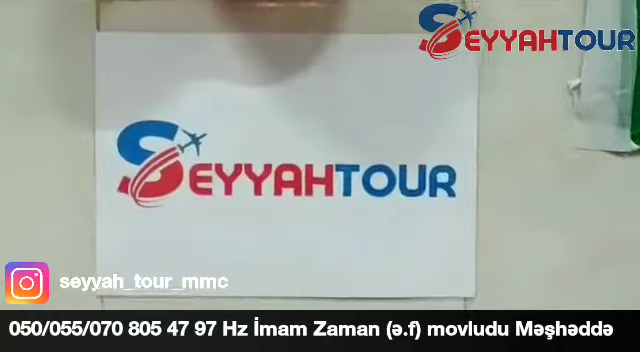 SEYYAHTOUR
SEYYAHTOUR
seyyah_tour_mmc
050/055/070 805 47 97 Hz İmam Zaman (ə.f) movludu Məşhəddə